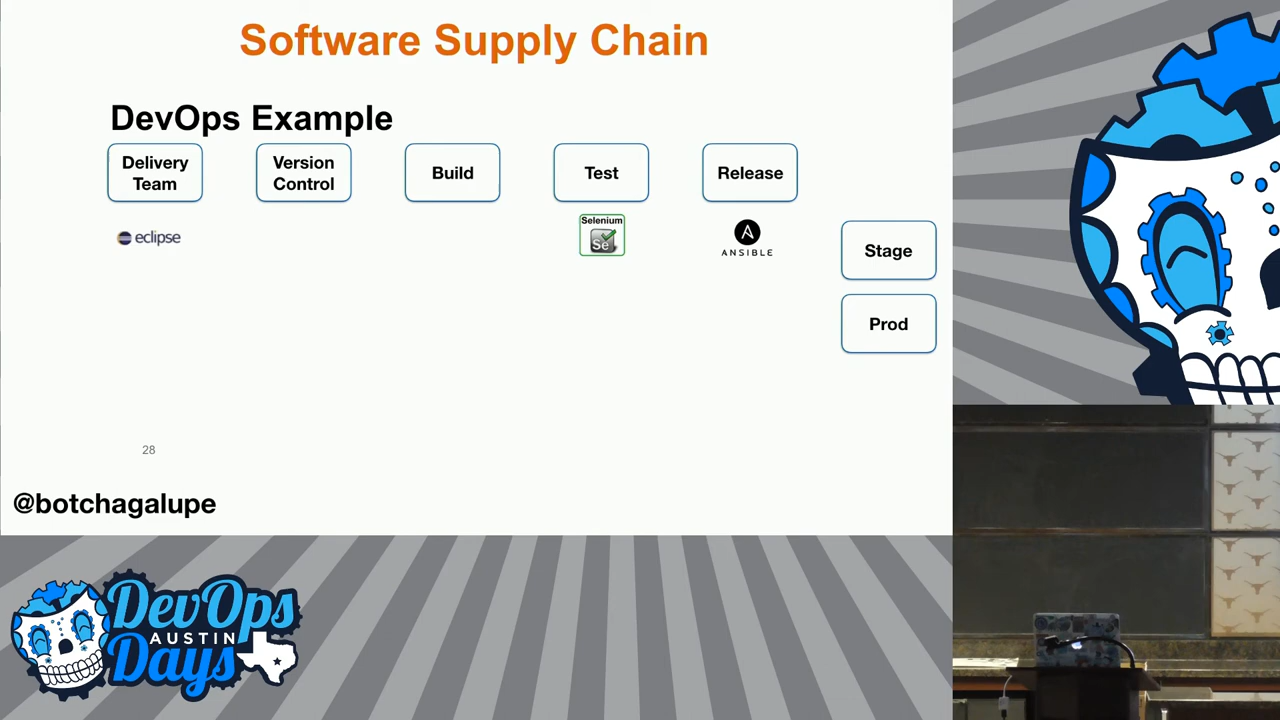 Software Supply Chain
DevOps Example
Delivery
Team
Version
Control
Build
Test
Release
eclipse
Selenium
Se
A
ANSIBLE
Stage
Prod
28
@botchagalupe
DevOps
AUSTIN
Days